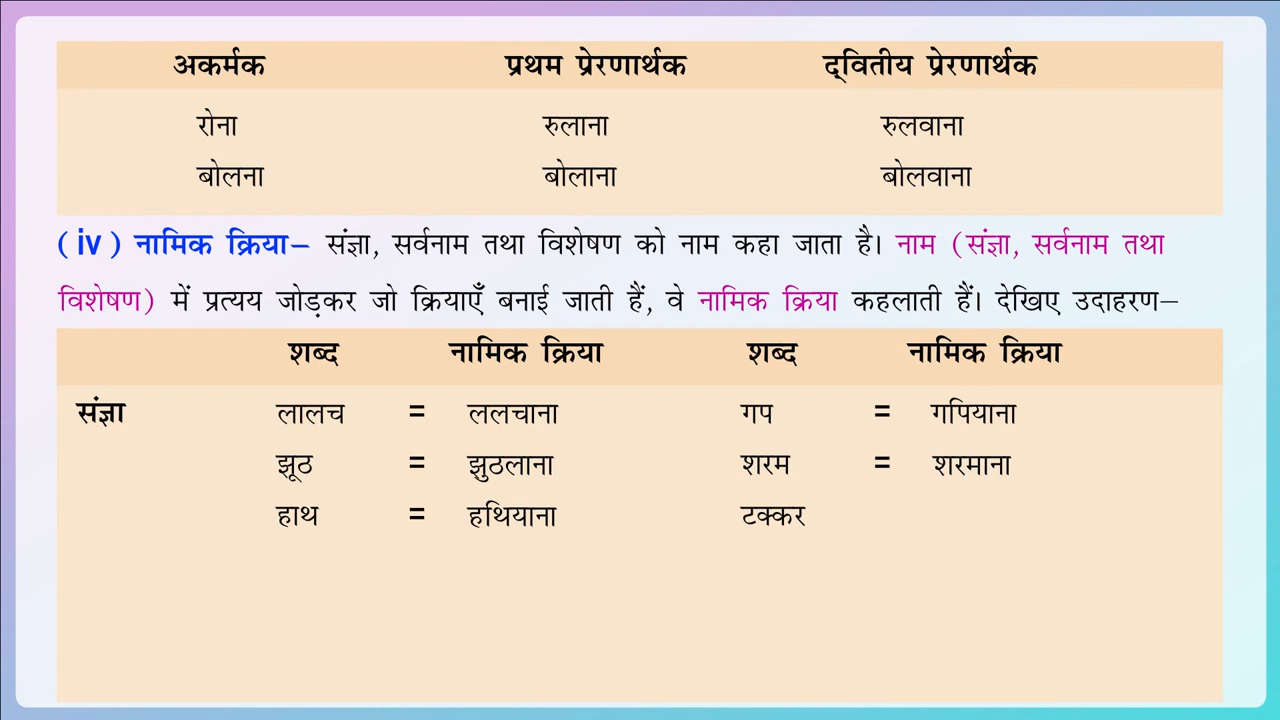 अकर्मक प्रथम प्रेरणार्थक द्‌वितीय प्रेरणार्थक
रोना रुलाना रुलवाना
बोलना बोलाना बोलवाना
(iv) नामिक क्रिया– संज्ञा, सर्वनाम तथा विशेषण को नाम कहा जाता है। नाम (संज्ञा, सर्वनाम तथा
विशेषण) में प्रत्यय जोड़कर जो क्रियाएँ बनाई जाती हैं, वे नामिक क्रिया कहलाती हैं। देखिए उदाहरण–
शब्द नामिक क्रिया शब्द नामिक क्रिया
संज्ञा लालच = ललचाना गप = गपियाना
झूठ = झुठलाना शरम = शरमाना
हाथ = हथियाना टक्कर